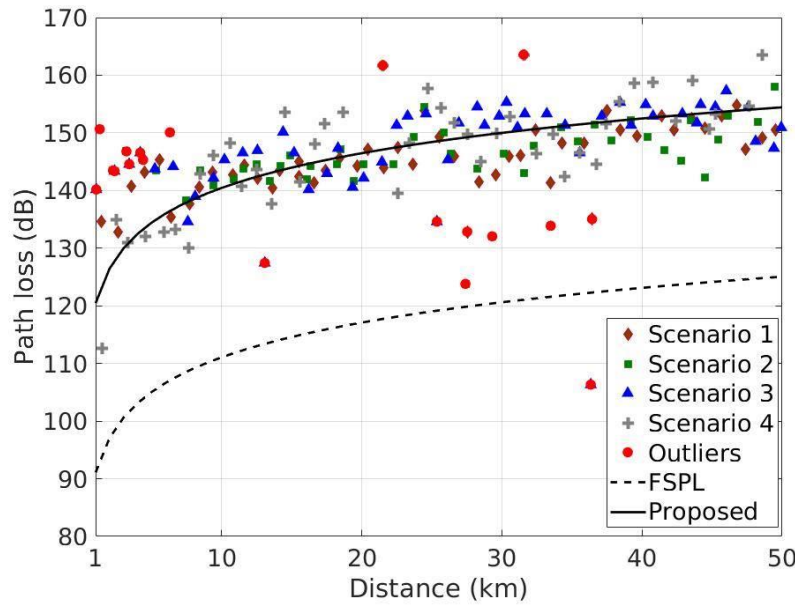 170
160
150
140
130
120
110
100
90
80
Path loss (dB)
1
10
20
30
40
50
Distance (km)
Scenario 1
Scenario 2
Scenario 3
Scenario 4
Outliers
FSPL
Proposed